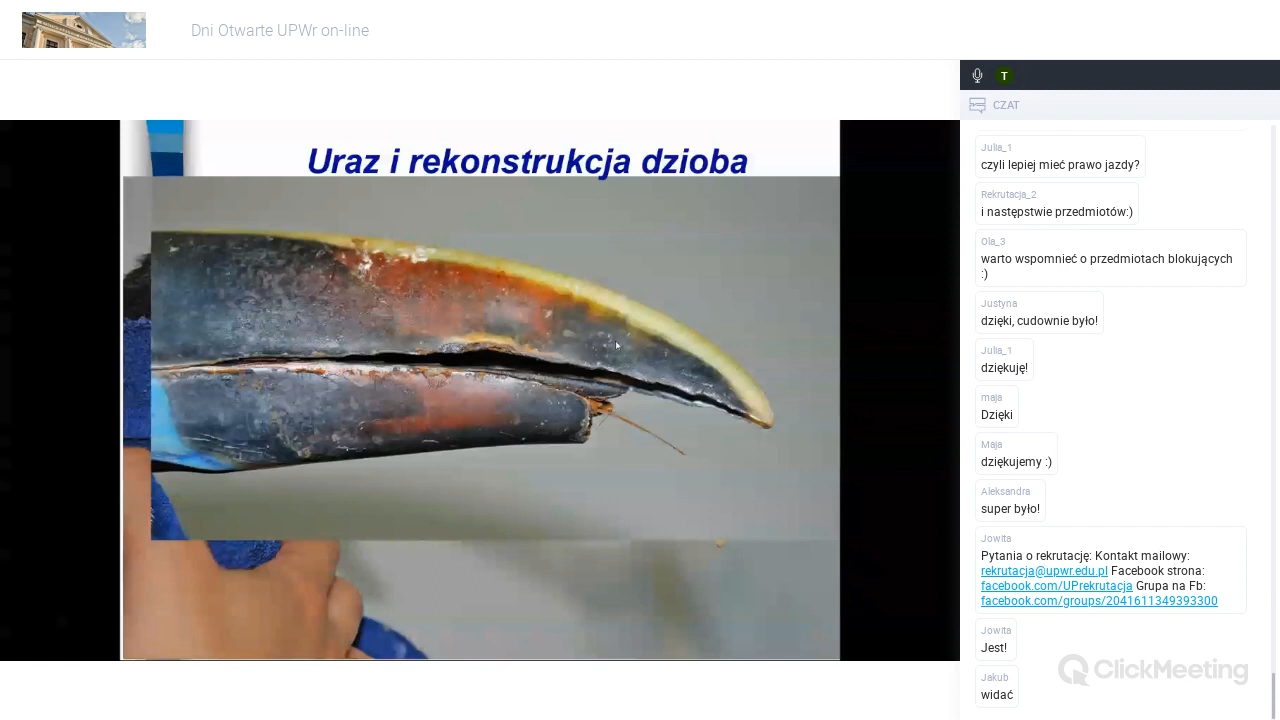 Dni Otwarte UPWr on-line
T
CZAT
Uraz i rekonstrukcja dzioba
Julia_1
czyli lepiej mieć prawo jazdy?
Rekrutacja_2
i następstwie przedmiotów:)
Ola_3
warto wspomnieć o przedmiotach blokujących
:)
Justyna
dzięki, cudownie było!
Julia_1
dziękuję!
maja
Dzięki
Maja
dziękujemy :)
Aleksandra
super było!
Jowita
Pytania o rekrutację: Kontakt mailowy:
rekrutacja@upwr.edu.pl Facebook strona:
facebook.com/UPrekrutacja Grupa na Fb:
facebook.com/groups/2041611349393300
Jowita
Jest!
Jakub
widać
ClickMeeting